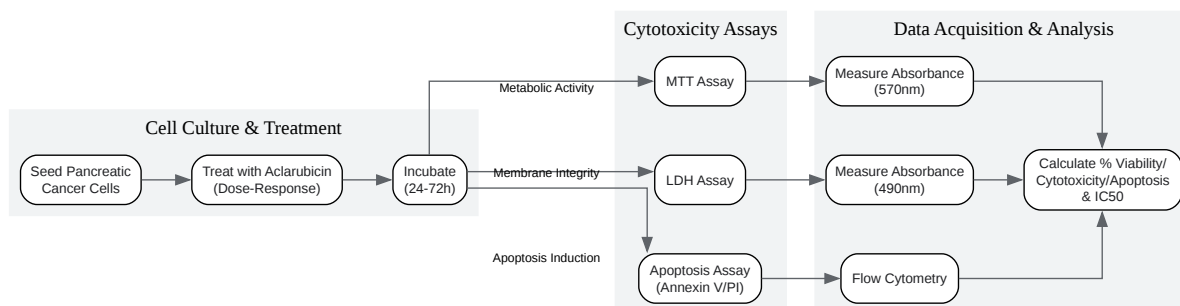 Cytotoxicity Assays
Data Acquisition & Analysis
MTT Assay
Measure Absorbance
(570nm)
Metabolic Activity
Cell Culture & Treatment
Seed Pancreatic
Cancer Cells
Treat with Aclarubicin
(Dose-Response)
Incubate
(24-72h)
Membrane Integrity
LDH Assay
Measure Absorbance
(490nm)
Calculate % Viability/
Cytotoxicity/Apoptosis
& IC50
Apoptosis Induction
Apoptosis Assay
(Annexin V/PI)
Flow Cytometry